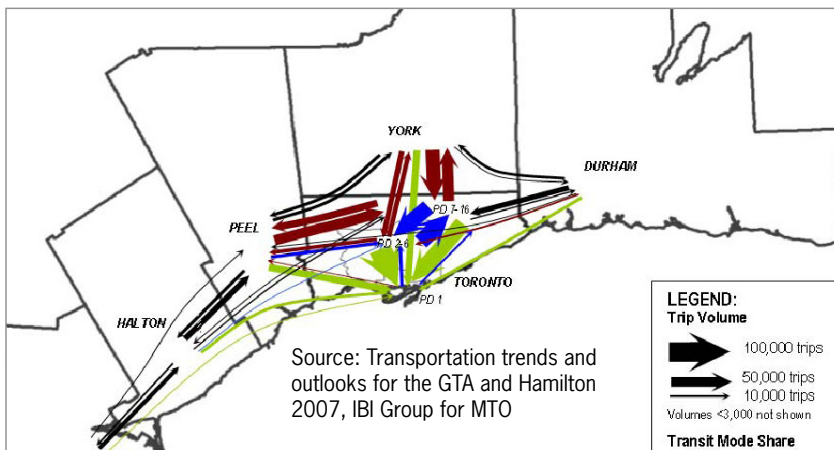 YORK
DURHAM
PD 7-16
PEEL
PD 2-6
TORONTO
PD 1
HALTON
Source: Transportation trends and
outlooks for the GTA and Hamilton
2007, IBI Group for MTO
LEGEND:
Trip Volume
100,000 trips
50,000 trips
10,000 trips
Volumes <3,000 not shown
Transit Mode Share